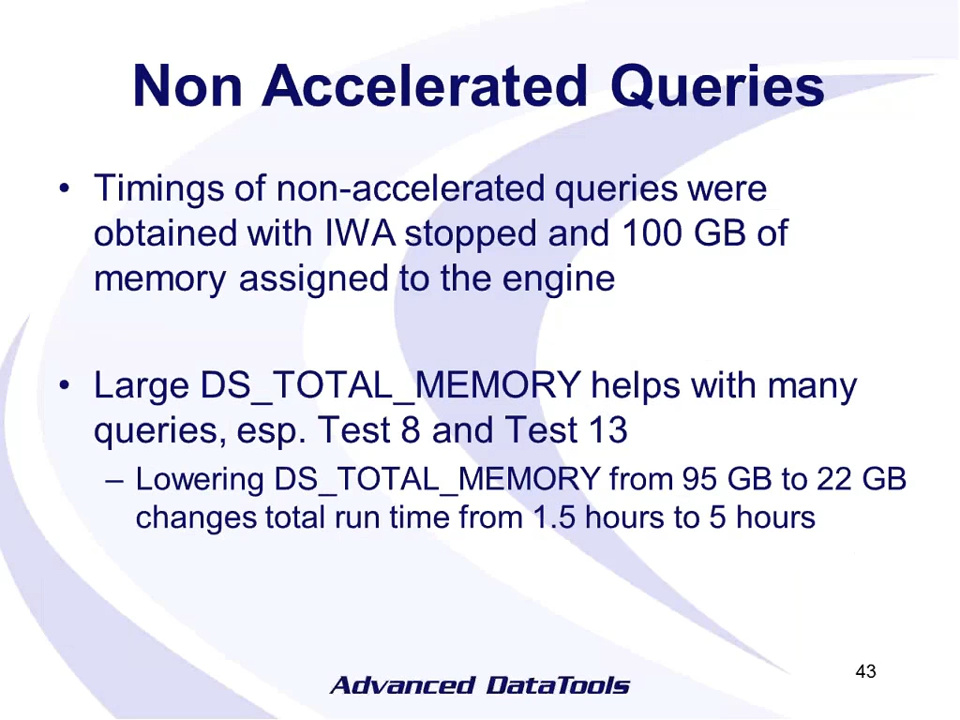 Non Accelerated Queries
• Timings of non-accelerated queries were
obtained with IWA stopped and 100 GB of
memory assigned to the engine
• Large DS_TOTAL_MEMORY helps with many
queries, esp. Test 8 and Test 13
– Lowering DS_TOTAL_MEMORY from 95 GB to 22 GB
changes total run time from 1.5 hours to 5 hours
43
Advanced DataTools